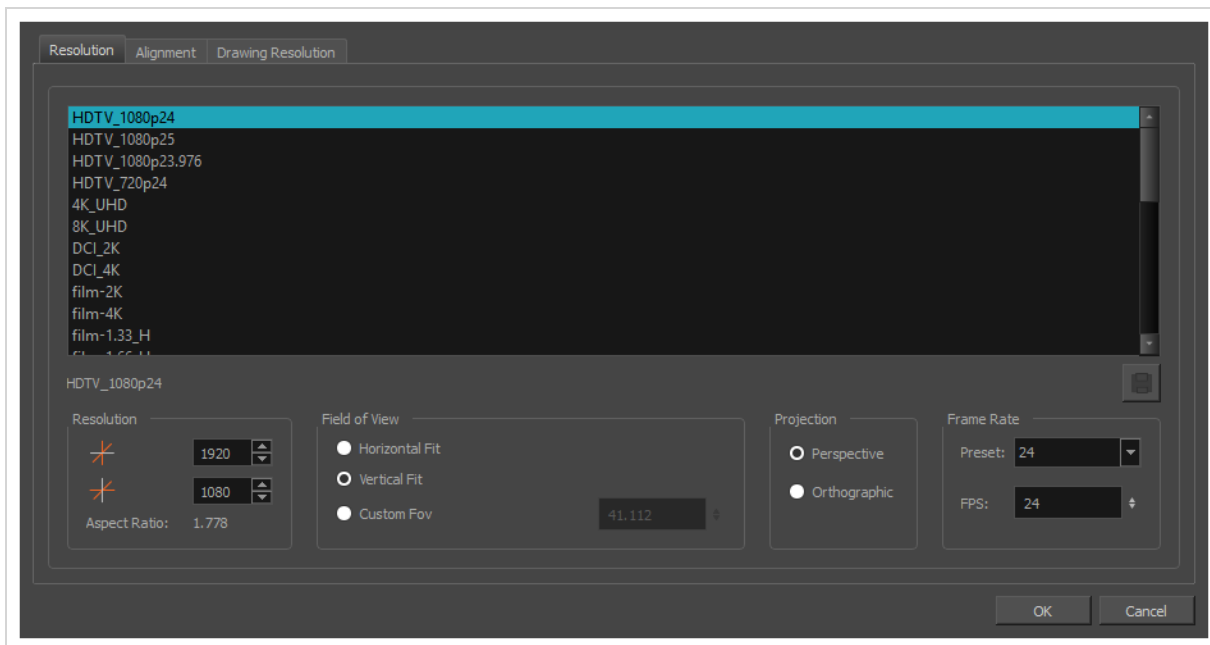 Resolution Alignment Drawing Resolution
HDTV_1080p24
HDTV_1080p25
HDTV_1080p23.976
HDTV_720p24
4K_UHD
8K_UHD
DCI_2K
DCI_4K
film-2K
film-4K
film-1.33_H
HDTV_1080p24
Resolution
1920
1080
Aspect Ratio: 1.778
Field of View
Horizontal Fit
Vertical Fit
Custom Fov 41.112
Projection
Perspective
Orthographic
Frame Rate
Preset: 24
FPS: 24
OK Cancel